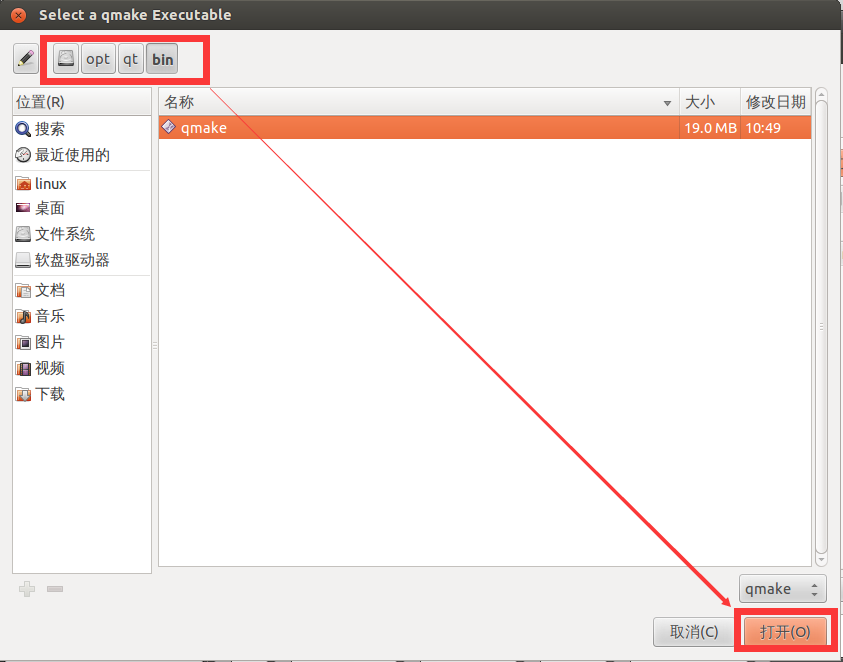 Select a qmake Executable
opt qt bin
位置(R)
搜索
最近使用的
linux
桌面
文件系统
软盘驱动器
文档
音乐
图片
视频
下载
名称 大小 修改日期
qmake 19.0 MB 10:49
qmake
取消(C) 打开(O)